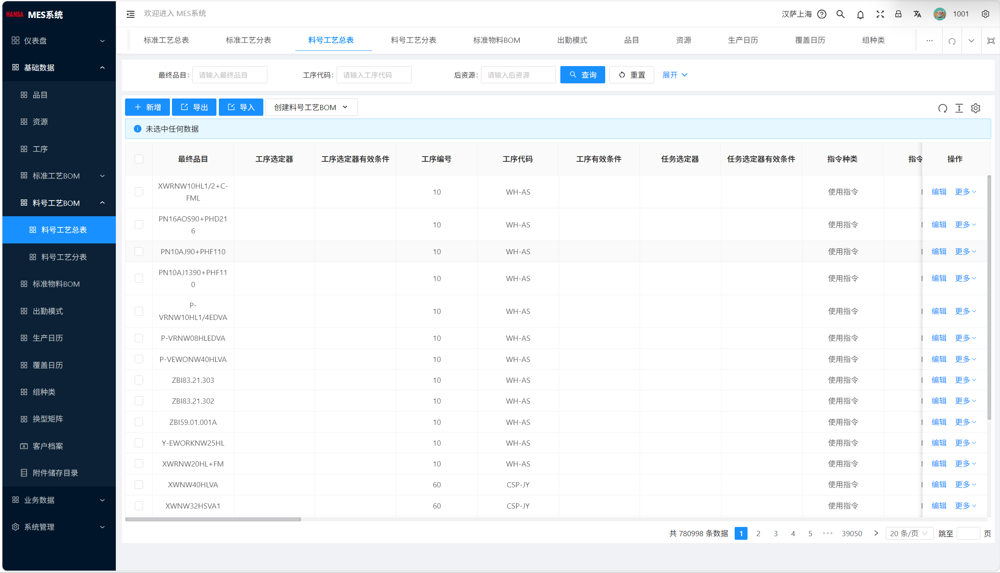 HANSA MES系统
欢迎进入 MES系统
汉萨上海
1001
仪表盘
基础数据
品目
资源
工序
标准工艺BOM
料号工艺BOM
料号工艺总表
料号工艺分表
标准物料BOM
出勤模式
生产日历
覆盖日历
组种类
换型矩阵
客户档案
附件储存目录
业务数据
系统管理
标准工艺总表 标准工艺分表 料号工艺总表 料号工艺分表 标准物料BOM 出勤模式 品目 资源 生产日历 覆盖日历 组种类
最终品目: 请输入最终品目 工序代码: 请输入工序代码 后资源: 请输入后资源 查询 重置 展开
新增 导出 导入 创建料号工艺BOM
未选中任何数据
最终品目 工序选定器 工序选定器有效条件 工序编号 工序代码 工序有效条件 任务选定器 任务选定器有效条件 指令种类 指令 操作
XWRNW10HL1/2+C-
FML 10 WH-AS 使用指令 编辑 更多
PN16AOS90+PHD21
6 10 WH-AS 使用指令 编辑 更多
PN10AJ90+PHF110 10 WH-AS 使用指令 编辑 更多
PN10AJ1390+PHF11
0 10 WH-AS 使用指令 编辑 更多
P-
VRNW10HL1/4EDVA 10 WH-AS 使用指令 编辑 更多
P-VRNW08HLEDVA 10 WH-AS 使用指令 编辑 更多
P-VEWONW40HLVA 10 WH-AS 使用指令 编辑 更多
ZBI83.21.303 10 WH-AS 使用指令 编辑 更多
ZBI83.21.302 10 WH-AS 使用指令 编辑 更多
ZBI59.01.001A 10 WH-AS 使用指令 编辑 更多
Y-EWORKNW25HL 10 WH-AS 使用指令 编辑 更多
XWRNW20HL+FM 10 WH-AS 使用指令 编辑 更多
XWNW40HLVA 60 CSP-JY 使用指令 编辑 更多
XWNW32HSVA1 60 CSP-JY 使用指令 编辑 更多
共 780998 条数据 1 2 3 4 5 ••• 39050 20 条/页 跳至 页